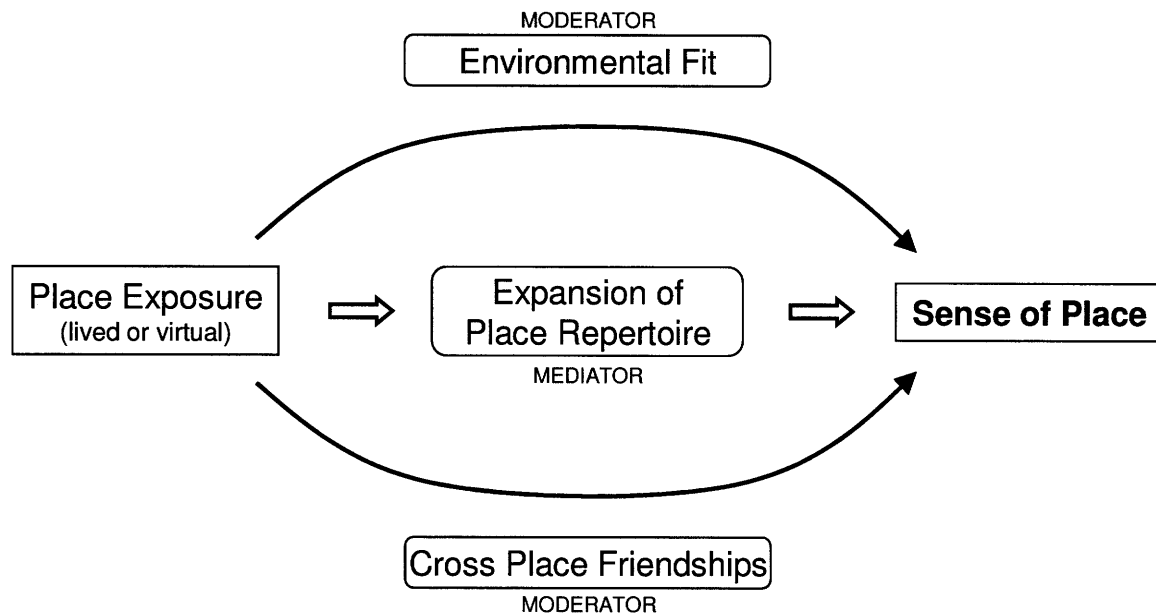 MODERATOR
Environmental Fit
Place Exposure
(lived or virtual)
Expansion of
Place Repertoire
MEDIATOR
Sense of Place
Cross Place Friendships
MODERATOR